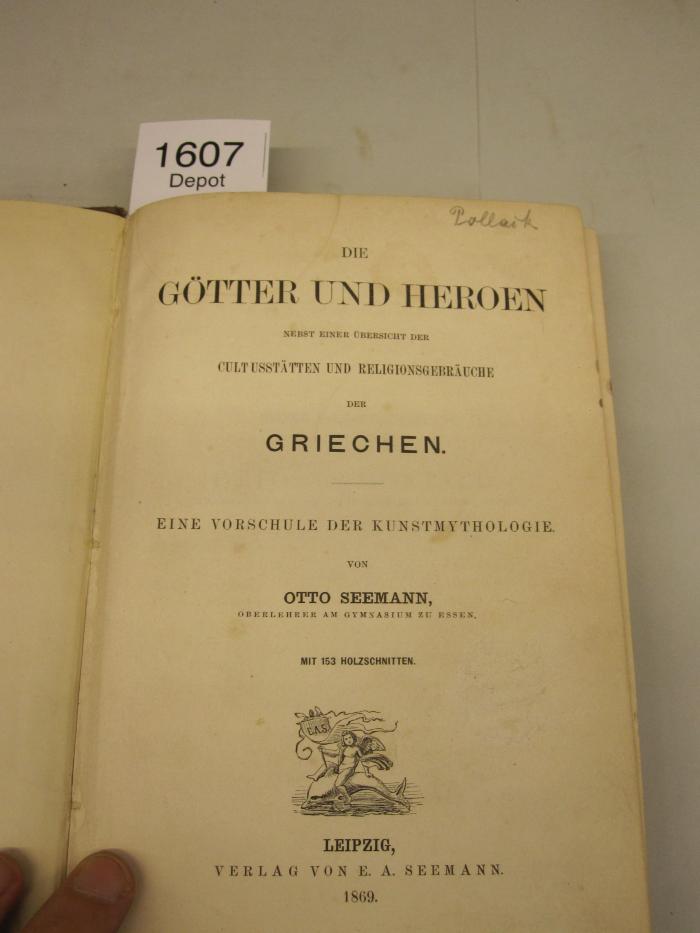 1607
Depot
Pollack
DIE
GÖTTER UND HEROEN
NEBST EINER ÜBERSICHT DER
CULTUSSTÄTTEN UND RELIGIONSGEBRÄUCHE
DER
GRIECHEN.
EINE VORSCHULE DER KUNSTMYTHOLOGIE.
VON
OTTO SEEMANN,
OBERLEHRER AM GYMNASIUM ZU ESSEN.
MIT 153 HOLZSCHNITTEN.
E.A.S.
LEIPZIG,
VERLAG VON E. A. SEEMANN.
1869.